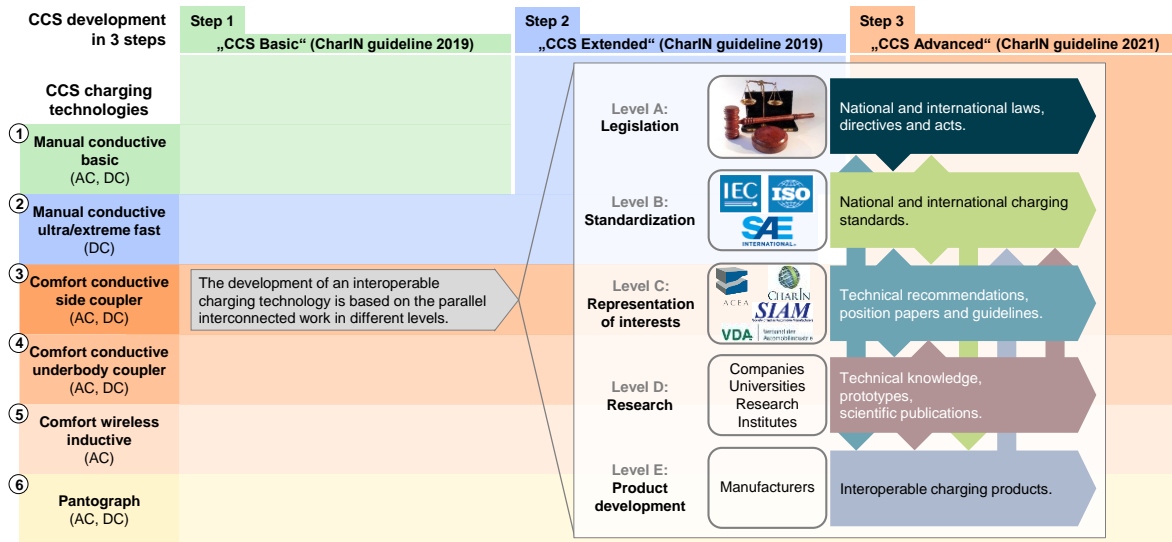 CCS development
in 3 steps
Step 1
„CCS Basic“ (CharIN guideline 2019)
Step 2
„CCS Extended“ (CharIN guideline 2019)
Step 3
„CCS Advanced“ (CharIN guideline 2021)
CCS charging
technologies
1
Manual conductive
basic
(AC, DC)
2
Manual conductive
ultra/extreme fast
(DC)
3
Comfort conductive
side coupler
(AC, DC)
4
Comfort conductive
underbody coupler
(AC, DC)
5
Comfort wireless
inductive
(AC)
6
Pantograph
(AC, DC)
The development of an interoperable
charging technology is based on the parallel
interconnected work in different levels.
Level A:
Legislation
National and international laws,
directives and acts.
Level B:
Standardization
IEC
ISO
SAE
INTERNATIONAL
National and international charging
standards.
Level C:
Representation
of interests
ACEA
CHARIN
SIAM
VDA
Verband der
Automobilindustrie
Technical recommendations,
position papers and guidelines.
Level D:
Research
Companies
Universities
Research
Institutes
Technical knowledge,
prototypes,
scientific publications.
Level E:
Product
development
Manufacturers
Interoperable charging products.